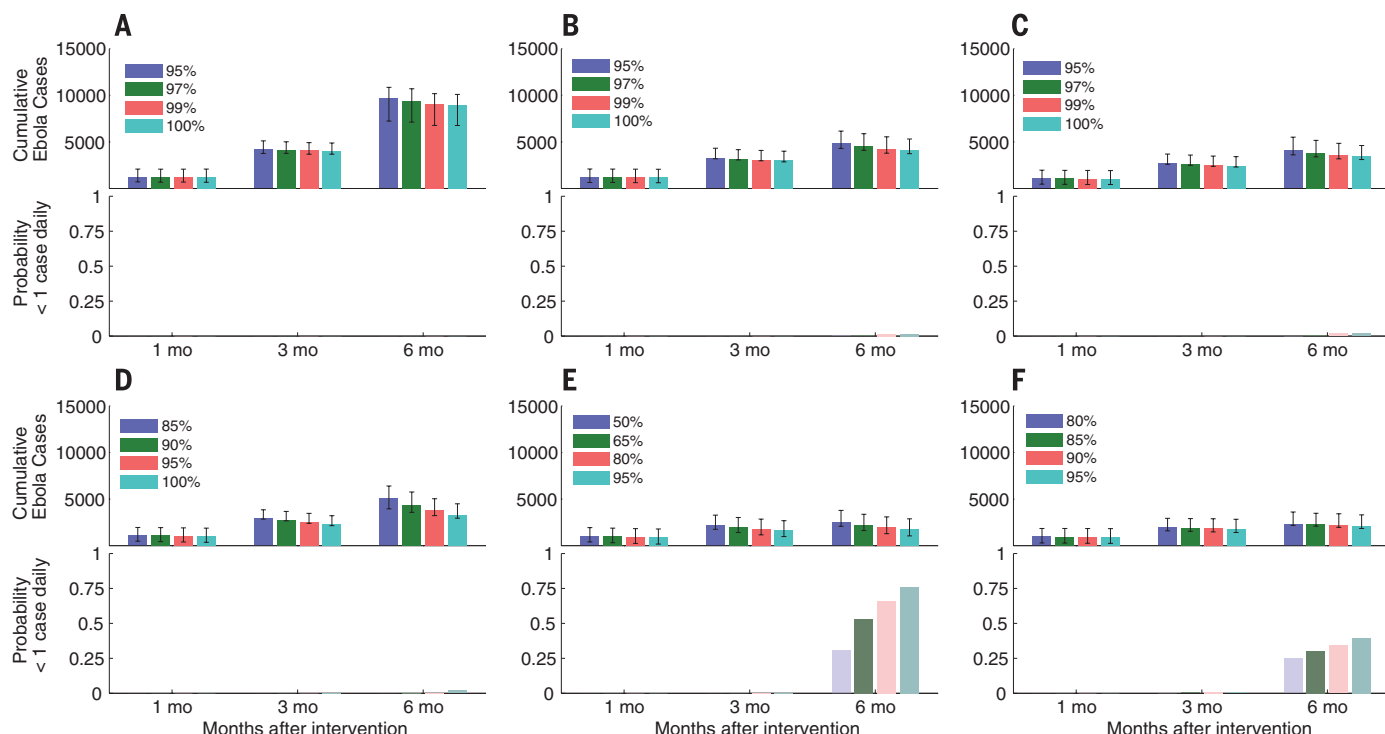 A
Cumulative
Ebola Cases
15000
10000
5000
95%
97%
99%
100%
Probability
< 1 case daily
1
0.75
0.5
0.25
0
1 mo
3 mo
6 mo
B
15000
10000
5000
95%
97%
99%
100%
1
0.75
0.5
0.25
0
1 mo
3 mo
6 mo
C
15000
10000
5000
95%
97%
99%
100%
1
0.75
0.5
0.25
0
1 mo
3 mo
6 mo
D
Cumulative
Ebola Cases
15000
10000
5000
85%
90%
95%
100%
Probability
< 1 case daily
1
0.75
0.5
0.25
0
1 mo
3 mo
6 mo
Months after intervention
E
15000
10000
5000
50%
65%
80%
95%
1
0.75
0.5
0.25
0
1 mo
3 mo
6 mo
Months after intervention
F
15000
10000
5000
80%
85%
90%
95%
1
0.75
0.5
0.25
0
1 mo
3 mo
6 mo
Months after intervention